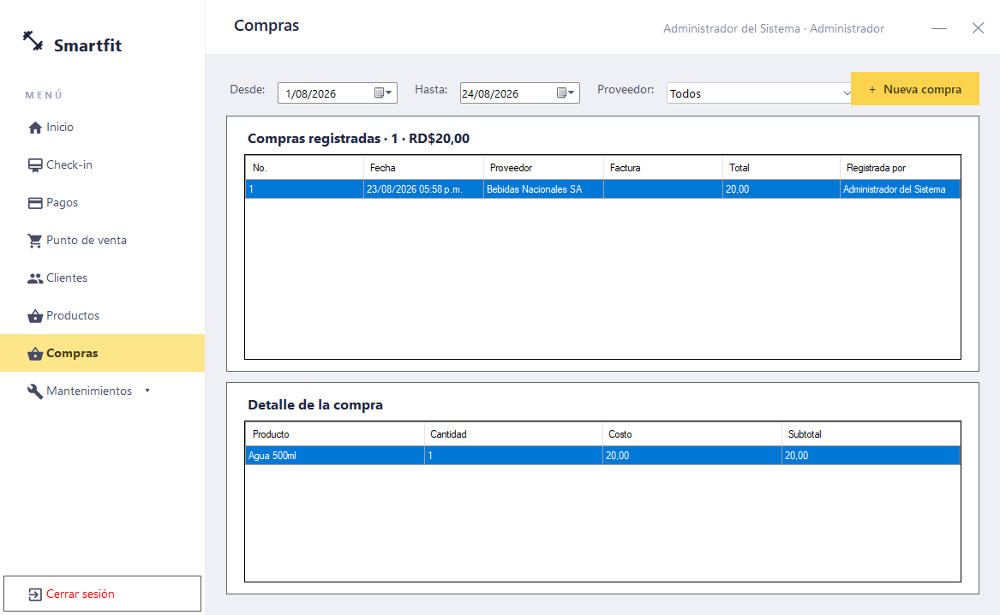 Smartfit
Compras
Administrador del Sistema · Administrador
MENÚ
Inicio
Check-in
Pagos
Punto de venta
Clientes
Productos
Compras
Mantenimientos
Cerrar sesión
Desde: 1/08/2026 Hasta: 24/08/2026 Proveedor: Todos + Nueva compra
Compras registradas · 1 · RD$20,00
No. Fecha Proveedor Factura Total Registrada por
1 23/08/2026 05:58 p.m. Bebidas Nacionales SA 20,00 Administrador del Sistema
Detalle de la compra
Producto Cantidad Costo Subtotal
Agua 500ml 1 20,00 20,00